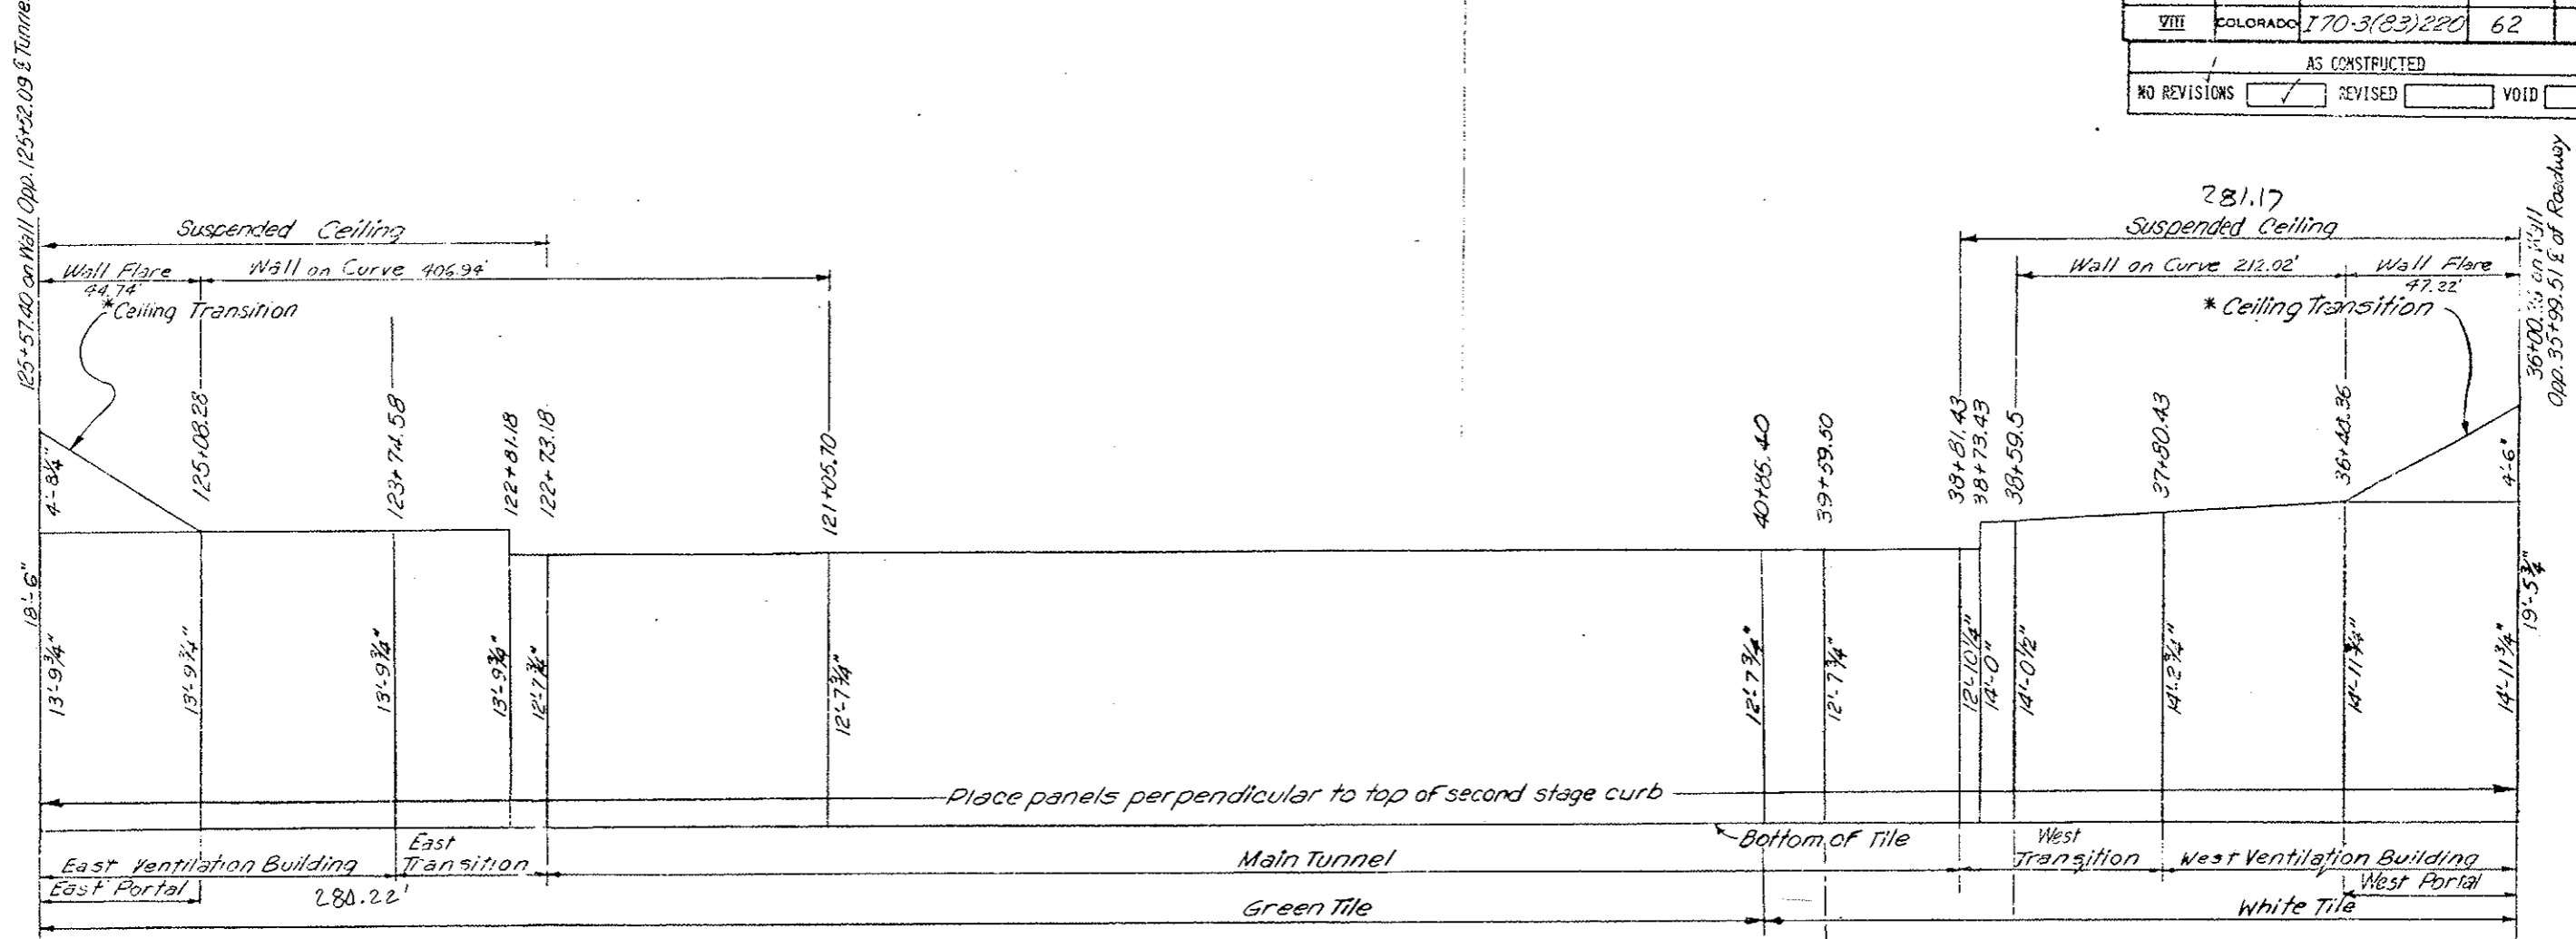 VIII COLORADO I 70-3(83)220 62
AS CONSTRUCTED
NO REVISIONS ✓ REVISED VOID
125+57.40 on Wall Opp. 125+52.09 ℄ Tunnel
Suspended Ceiling
Wall Flare
44.74'
Wall on Curve 406.94'
*Ceiling Transition
281.17
Suspended Ceiling
Wall on Curve 212.02'
Wall Flare
47.22'
* Ceiling Transition
on Wall
Opp. 35+99.51 ℄ of Roadway
125+08.28
123+74.58
122+81.18
122+73.18
121+05.70
40+85.40
39+59.50
38+81.43
38+73.43
38+59.5
37+80.43
36+48.36
4'-8¼"
4'-6"
18'-6"
13'-9¾"
13'-9¾"
13'-9¾"
13'-9¾"
12'-7¾"
12'-7¾"
12'-7¾"
12'-7¾"
12'-10¼"
14'-0"
14'-0½"
14'-2¾"
14'-11¾"
14'-11¾"
19'-5¾"
Place panels perpendicular to top of second stage curb
Bottom of Tile
East Ventilation Building
East
Transition
Main Tunnel
West
Transition
West Ventilation Building
East Portal
280.22'
West Portal
Green Tile
White Tile